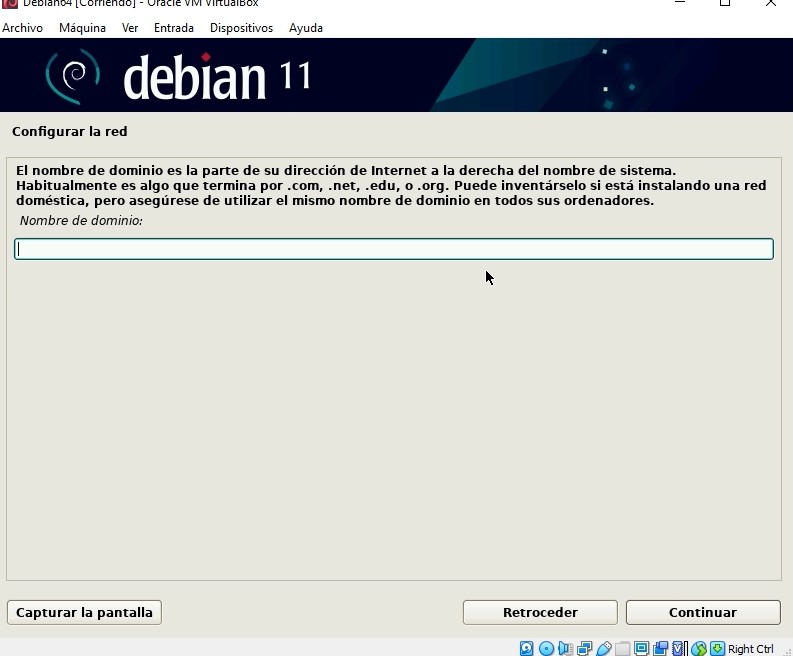 Debian64 [Corriendo] - Oracle VM VirtualBox
Archivo Máquina Ver Entrada Dispositivos Ayuda
debian 11
Configurar la red
El nombre de dominio es la parte de su dirección de Internet a la derecha del nombre de sistema.
Habitualmente es algo que termina por .com, .net, .edu, o .org. Puede inventárselo si está instalando una red
doméstica, pero asegúrese de utilizar el mismo nombre de dominio en todos sus ordenadores.
Nombre de dominio:
Capturar la pantalla Retroceder Continuar
Right Ctrl